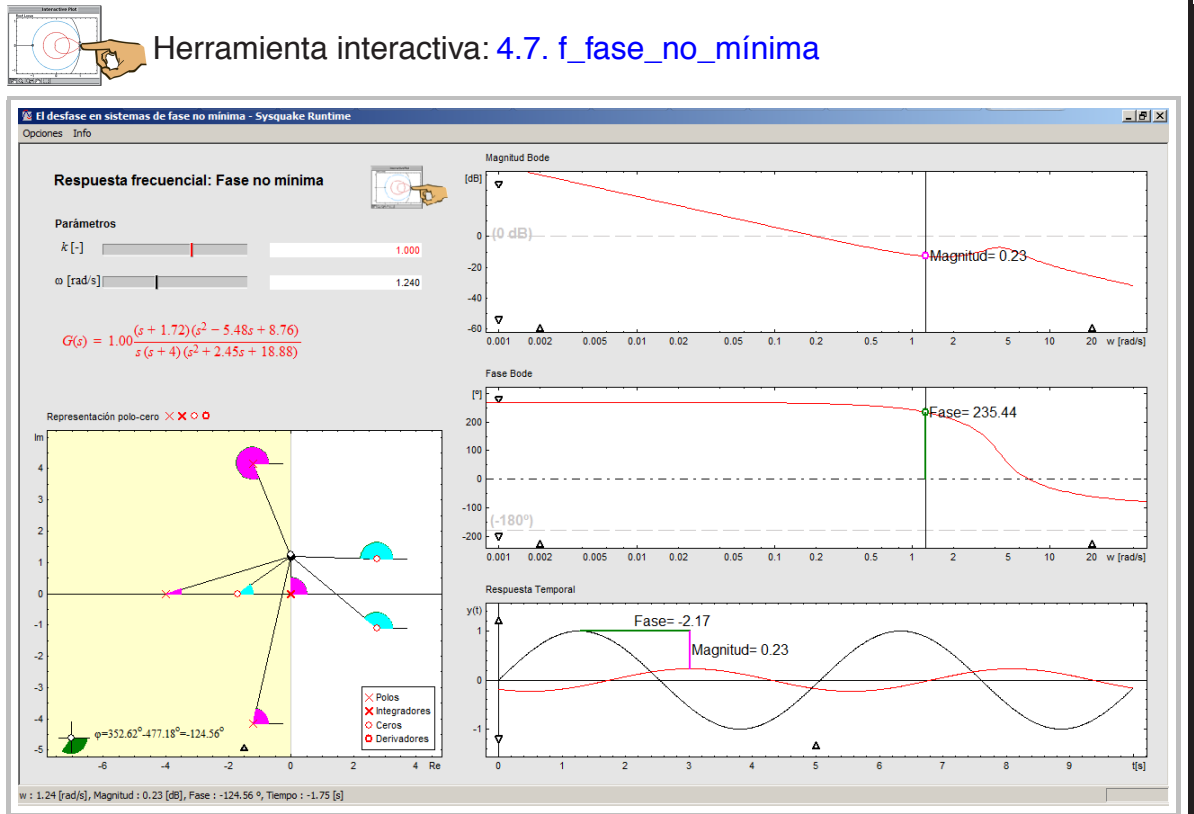 Herramienta interactiva: 4.7. f_fase_no_mínima
El desfase en sistemas de fase no mínima - Sysquake Runtime
Opciones Info
Respuesta frecuencial: Fase no minima
Parámetros
k [-] 1.000
ω [rad/s] 1.240
G(s) = 1.00 (s + 1.72) (s² − 5.48s + 8.76) / s (s + 4) (s² + 2.45s + 18.88)
Representación polo-cero
Im
4
3
2
1
0
-1
-2
-3
-4
-5
-6 -4 -2 0 2 4 Re
Polos
Integradores
Ceros
Derivadores
φ=352.62°-477.18°=-124.56°
Magnitud Bode
[dB]
0
-20
-40
-60
(0 dB)
Magnitud= 0.23
0.001 0.002 0.005 0.01 0.02 0.05 0.1 0.2 0.5 1 2 5 10 20 w [rad/s]
Fase Bode
[º]
200
100
0
-100
-200
(-180º)
Fase= 235.44
0.001 0.002 0.005 0.01 0.02 0.05 0.1 0.2 0.5 1 2 5 10 20 w [rad/s]
Respuesta Temporal
y(t)
1
0
-1
Fase= -2.17
Magnitud= 0.23
0 1 2 3 4 5 6 7 8 9 t[s]
w : 1.24 [rad/s], Magnitud : 0.23 [dB], Fase : -124.56 º, Tiempo : -1.75 [s]